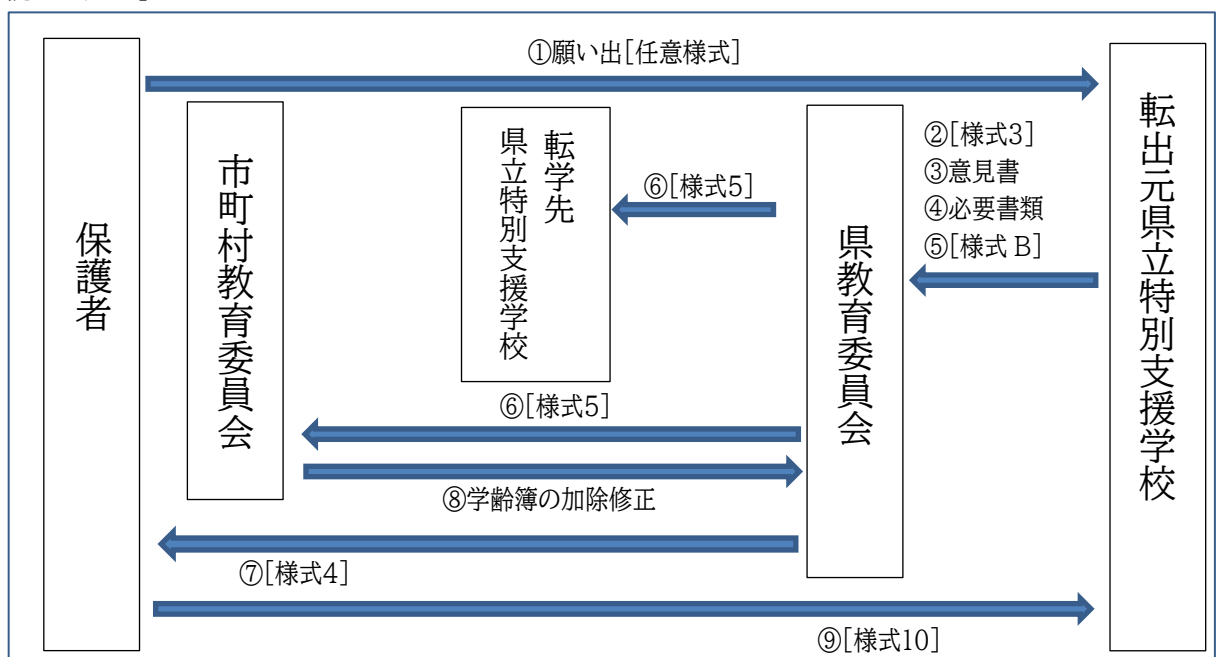 ①願い出[任意様式]
保護者
市町村教育委員会
転学先
県立特別支援学校
⑥[様式5]
県教育委員会
②[様式3]
③意見書
④必要書類
⑤[様式 B]
転出元県立特別支援学校
⑥[様式5]
⑧学齢簿の加除修正
⑦[様式4]
⑨[様式10]